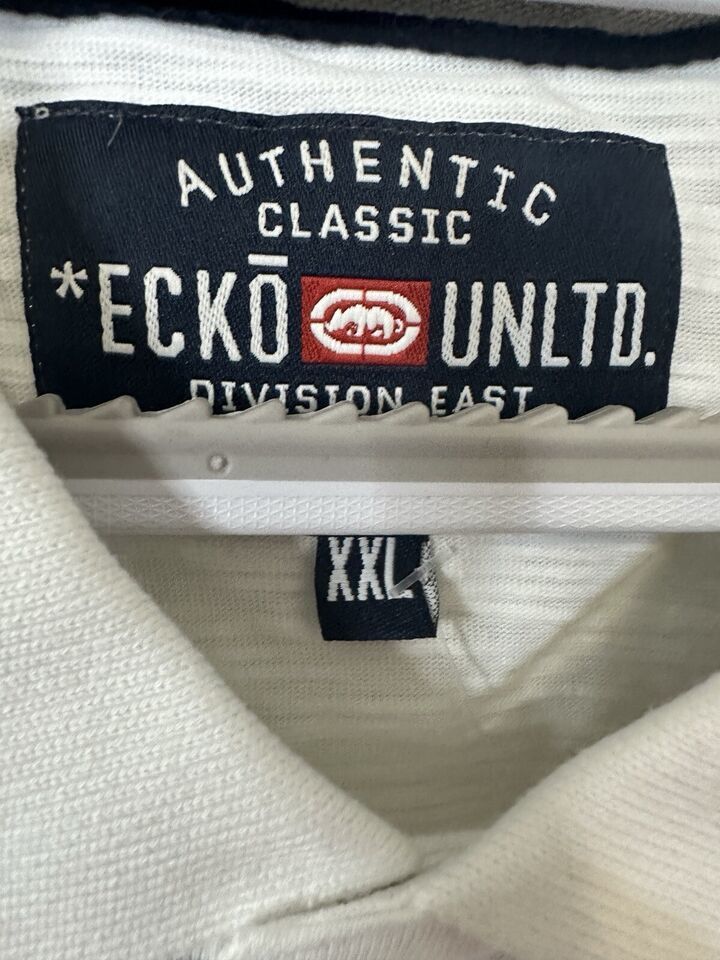 AUTHENTIC
CLASSIC
*ECKŌ UNLTD.
DIVISION EAST
XXL